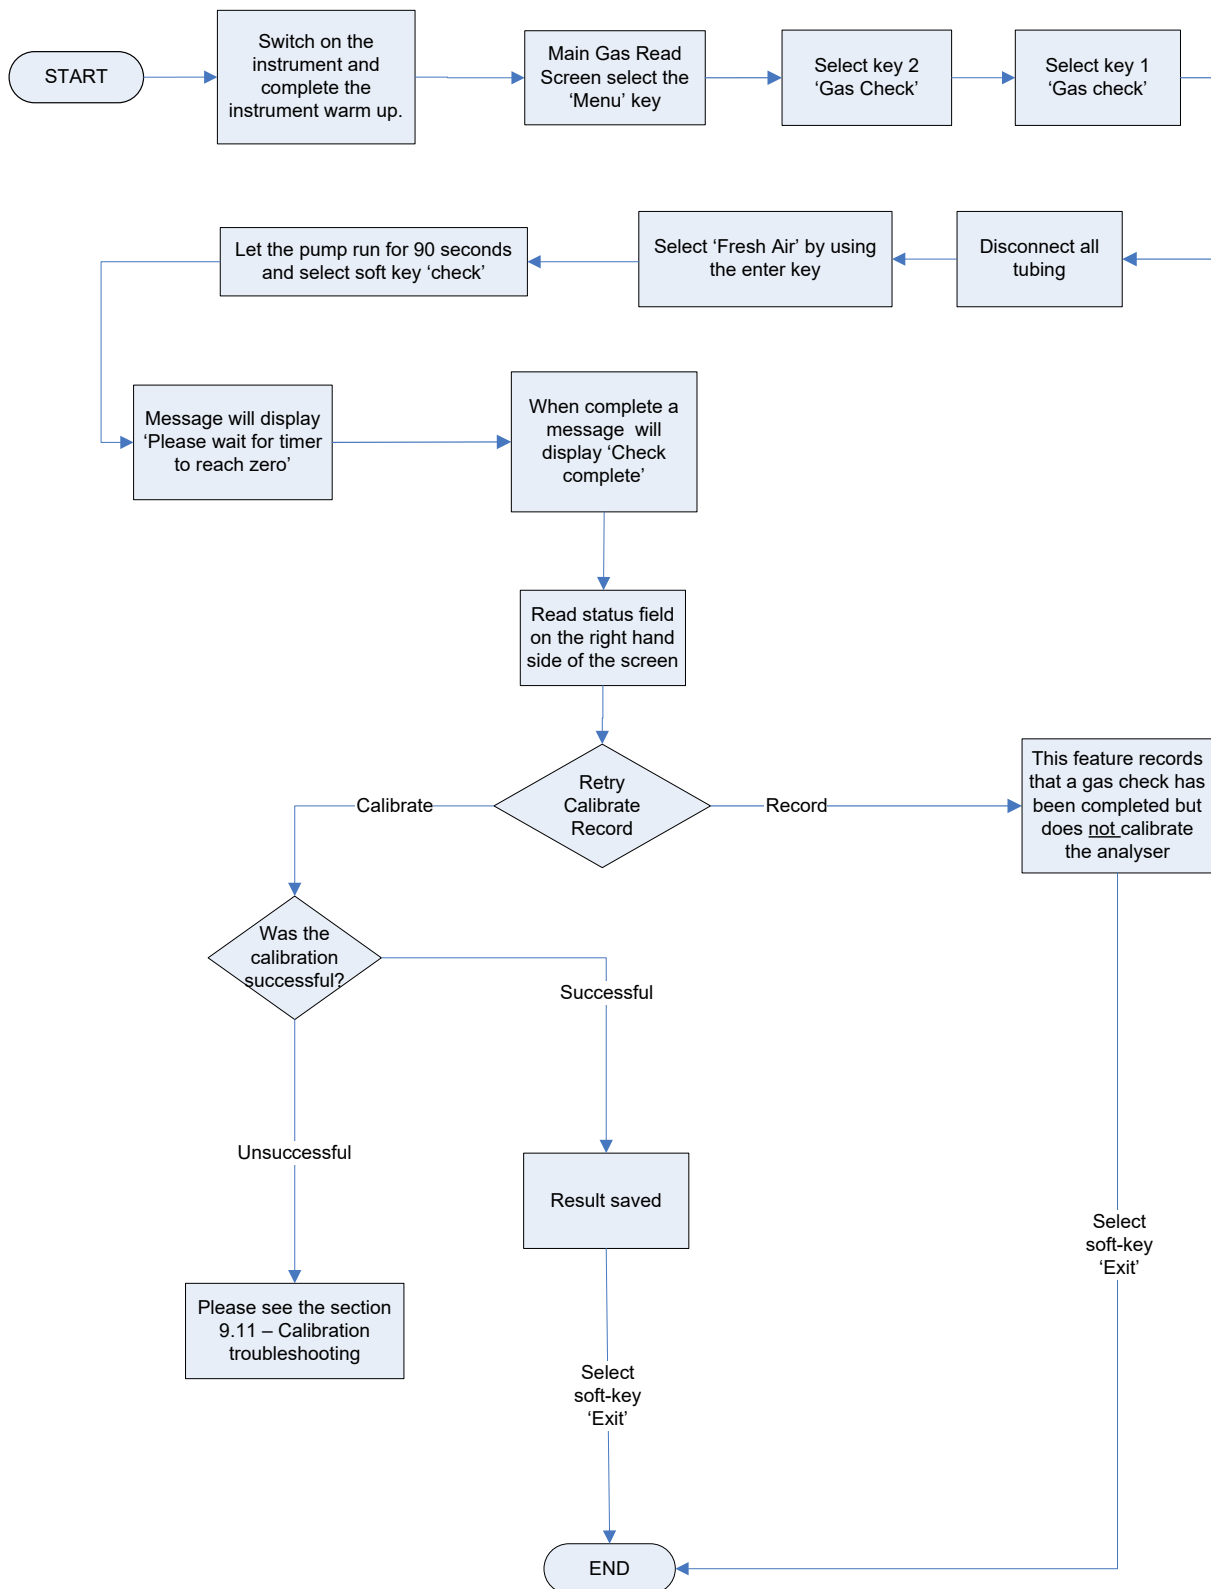 START
Switch on the
instrument and
complete the
instrument warm up.
Main Gas Read
Screen select the
‘Menu’ key
Select key 2
‘Gas Check’
Select key 1
‘Gas check’
Disconnect all
tubing
Select ‘Fresh Air’ by using
the enter key
Let the pump run for 90 seconds
and select soft key ‘check’
Message will display
‘Please wait for timer
to reach zero’
When complete a
message will
display ‘Check
complete’
Read status field
on the right hand
side of the screen
Retry
Calibrate
Record
Calibrate
Record
This feature records
that a gas check has
been completed but
does not calibrate
the analyser
Was the
calibration
successful?
Successful
Unsuccessful
Result saved
Please see the section
9.11 – Calibration
troubleshooting
Select
soft-key
‘Exit’
Select
soft-key
‘Exit’
END